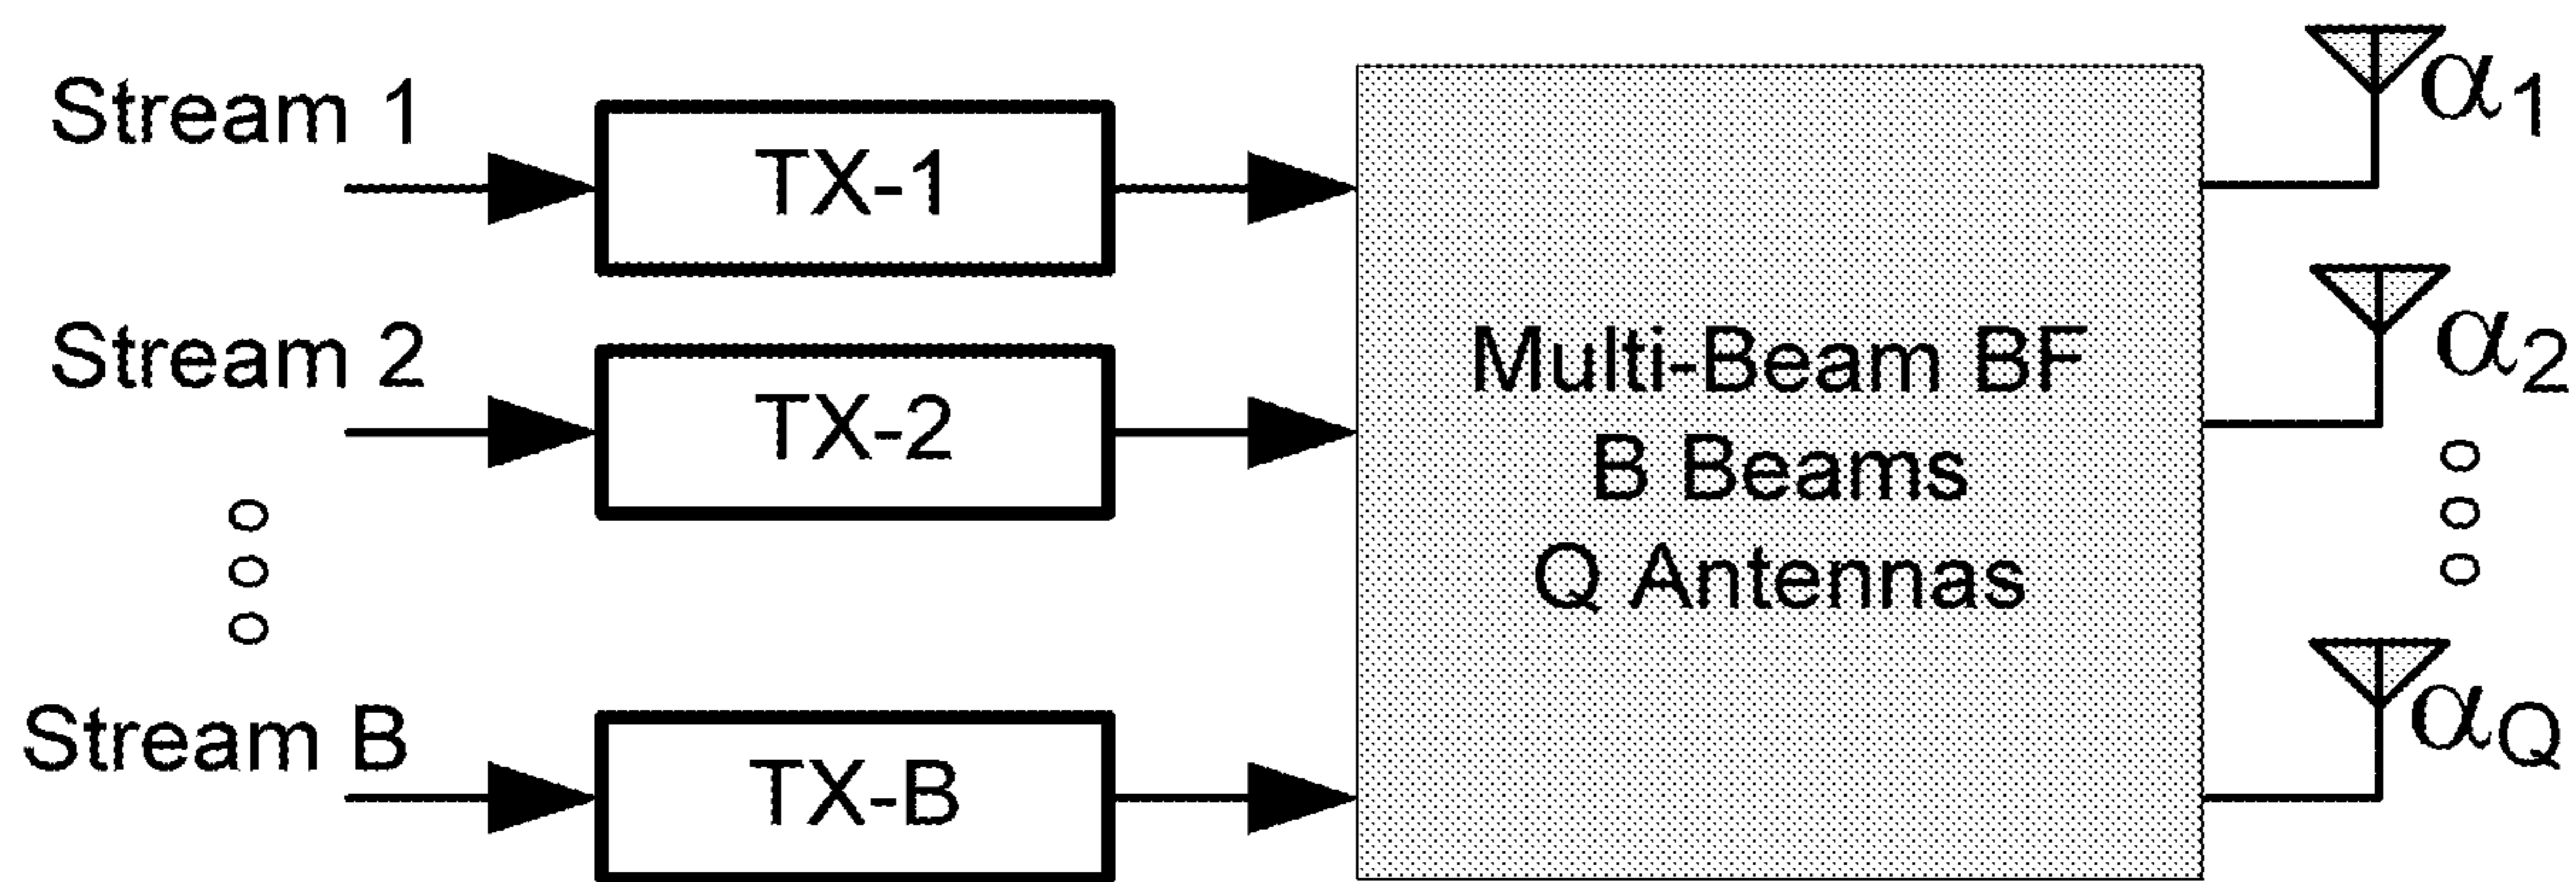 Stream 1
TX-1
α1
Stream 2
TX-2
α2
Multi-Beam BF
B Beams
Q Antennas
Stream B
TX-B
αQ